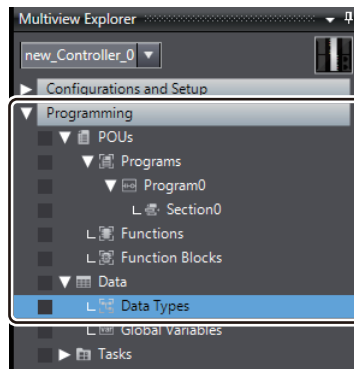 Multiview Explorer
new_Controller_0
Configurations and Setup
Programming
POUs
Programs
Program0
Section0
Functions
Function Blocks
Data
Data Types
Global Variables
Tasks